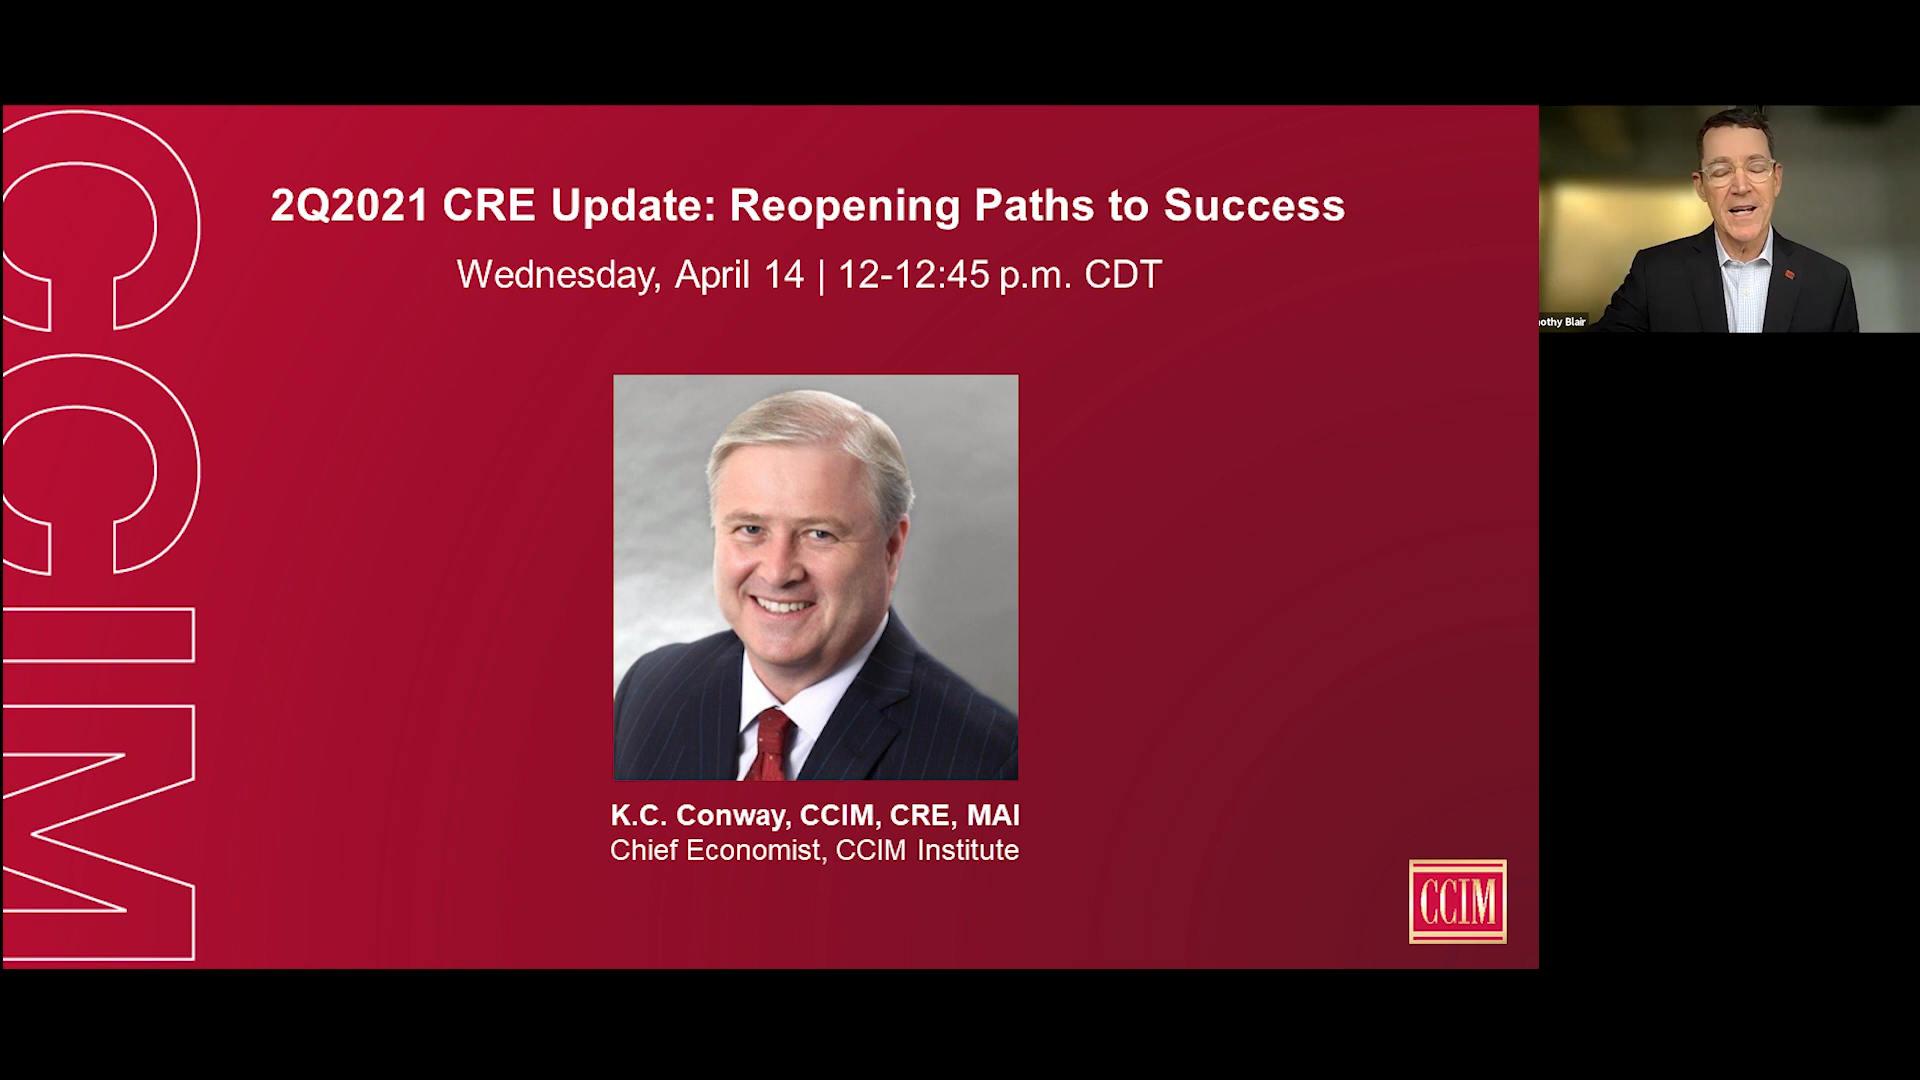 CCIM
2Q2021 CRE Update: Reopening Paths to Success
Wednesday, April 14 | 12-12:45 p.m. CDT
K.C. Conway, CCIM, CRE, MAI
Chief Economist, CCIM Institute
CCIM
othy Blair